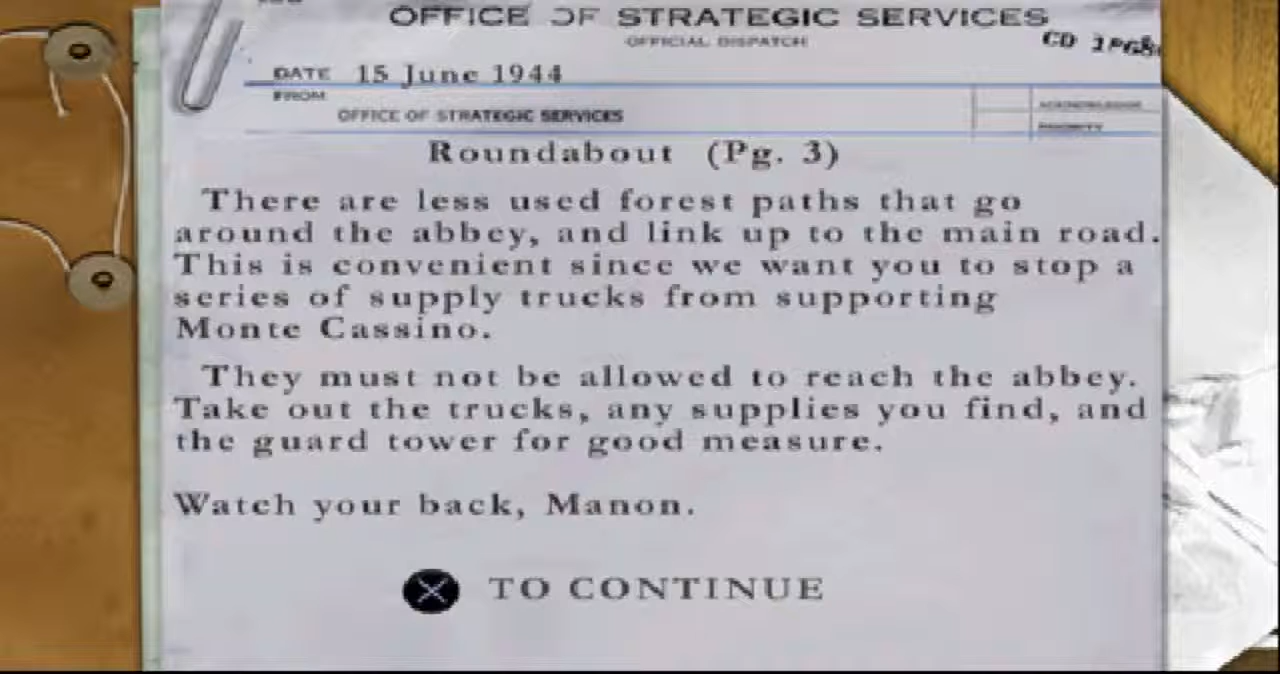 OFFICE OF STRATEGIC SERVICES
OFFICIAL DISPATCH
CD 1PG8
DATE 15 June 1944
FROM
OFFICE OF STRATEGIC SERVICES
ACKNOWLEDGE
PRIORITY
Roundabout (Pg. 3)
There are less used forest paths that go
around the abbey, and link up to the main road.
This is convenient since we want you to stop a
series of supply trucks from supporting
Monte Cassino.
They must not be allowed to reach the abbey.
Take out the trucks, any supplies you find, and
the guard tower for good measure.
Watch your back, Manon.
TO CONTINUE